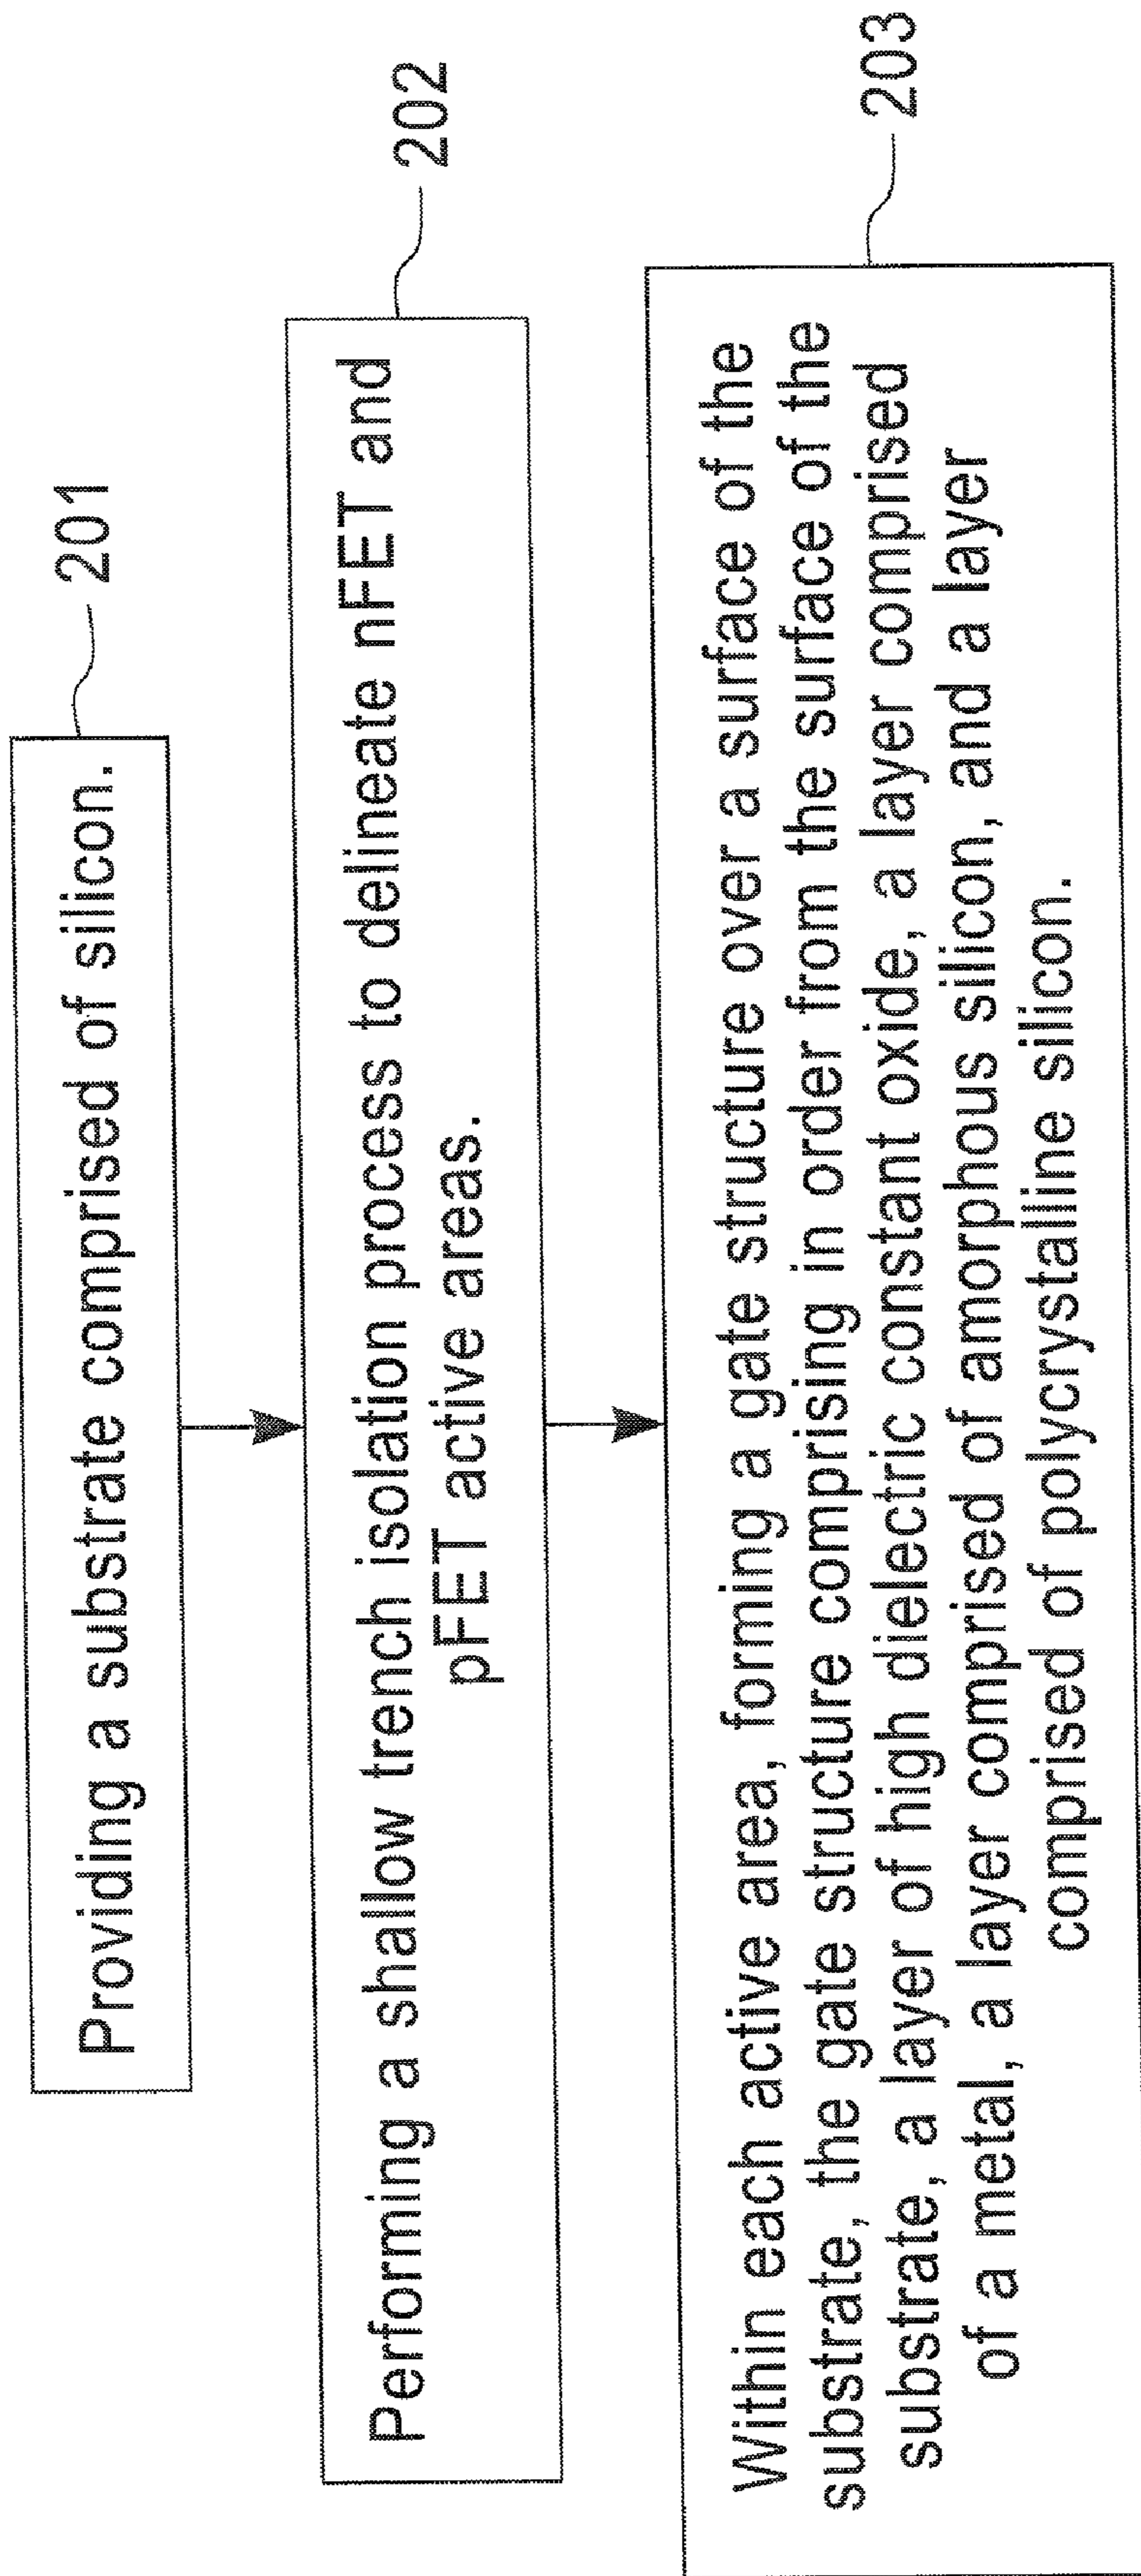 Providing a substrate comprised of silicon.
201
Performing a shallow trench isolation process to delineate nFET and
pFET active areas.
202
Within each active area, forming a gate structure over a surface of the
substrate, the gate structure comprising in order from the surface of the
substrate, a layer of high dielectric constant oxide, a layer comprised
of a metal, a layer comprised of amorphous silicon, and a layer
comprised of polycrystalline silicon.
203